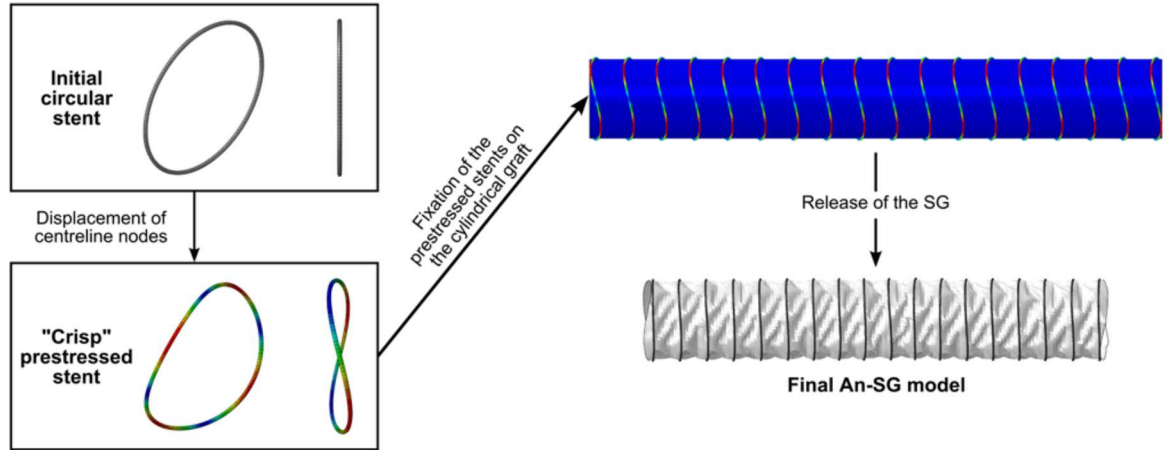 Initial
circular
stent
Displacement of
centreline nodes
"Crisp"
prestressed
stent
Fixation of the
prestressed stents on
the cylindrical graft
Release of the SG
Final An-SG model